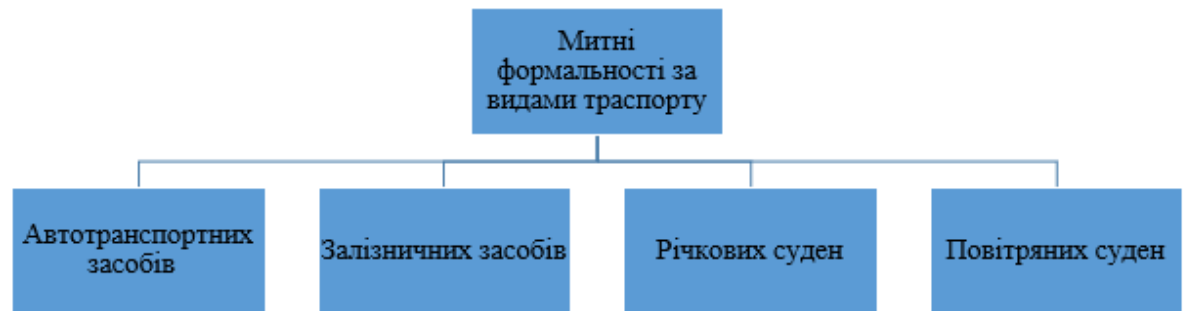 Митні
формальності за
видами траспорту
Автотранспортних
засобів
Залізничних засобів
Річкових суден
Повітряних суден